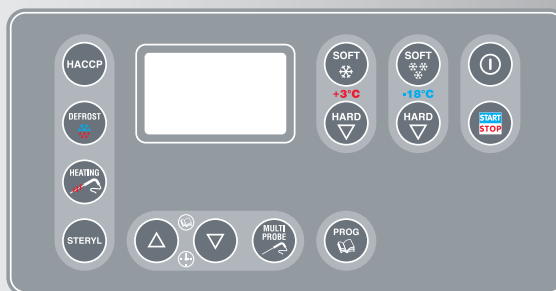 HACCP
DEFROST
HEATING
STERYL
SOFT
+3°C
HARD
SOFT
-18°C
HARD
START
STOP
MULTI
PROBE
PROG